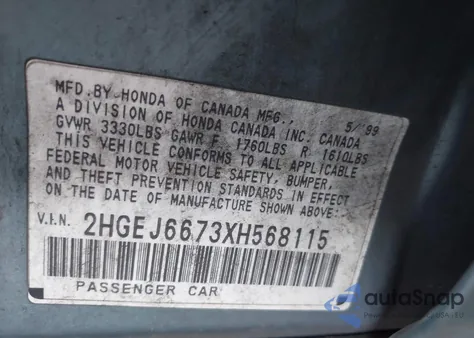 MFD. BY HONDA OF CANADA MFG., 5/99
A DIVISION OF HONDA CANADA INC. CANADA
GVWR 3330LBS GAWR F 1760LBS R 1610LBS
THIS VEHICLE CONFORMS TO ALL APPLICABLE
FEDERAL MOTOR VEHICLE SAFETY, BUMPER,
AND THEFT PREVENTION STANDARDS IN EFFECT
ON THE DATE OF MANUFACTURE SHOWN ABOVE.
V.I.N. 2HGEJ6673XH568115
PASSENGER CAR
autoSnap